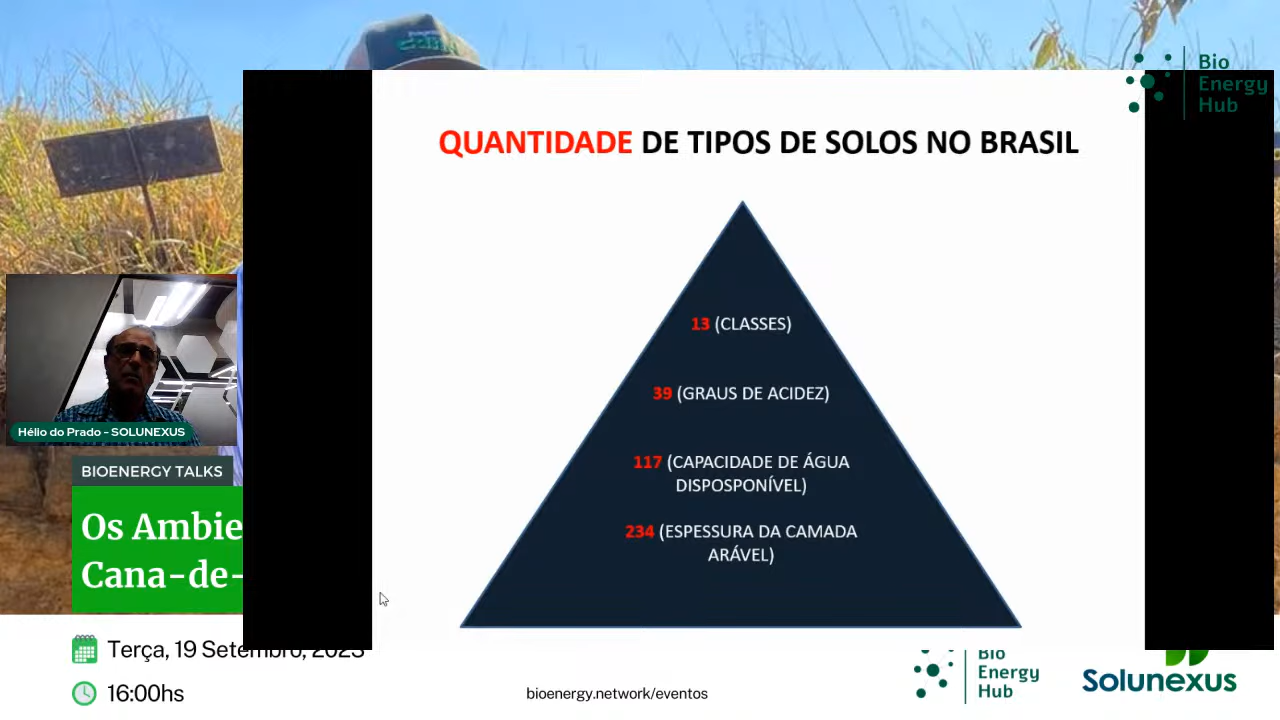 Bio
Energy
Hub
QUANTIDADE DE TIPOS DE SOLOS NO BRASIL
13 (CLASSES)
39 (GRAUS DE ACIDEZ)
117 (CAPACIDADE DE ÁGUA
DISPOSPONÍVEL)
234 (ESPESSURA DA CAMADA
ARÁVEL)
Hélio do Prado - SOLUNEXUS
BIOENERGY TALKS
Os Ambie
Cana-de-
Terça, 19 Setembro, 2023
16:00hs
bioenergy.network/eventos
Bio
Energy
Hub
Solunexus